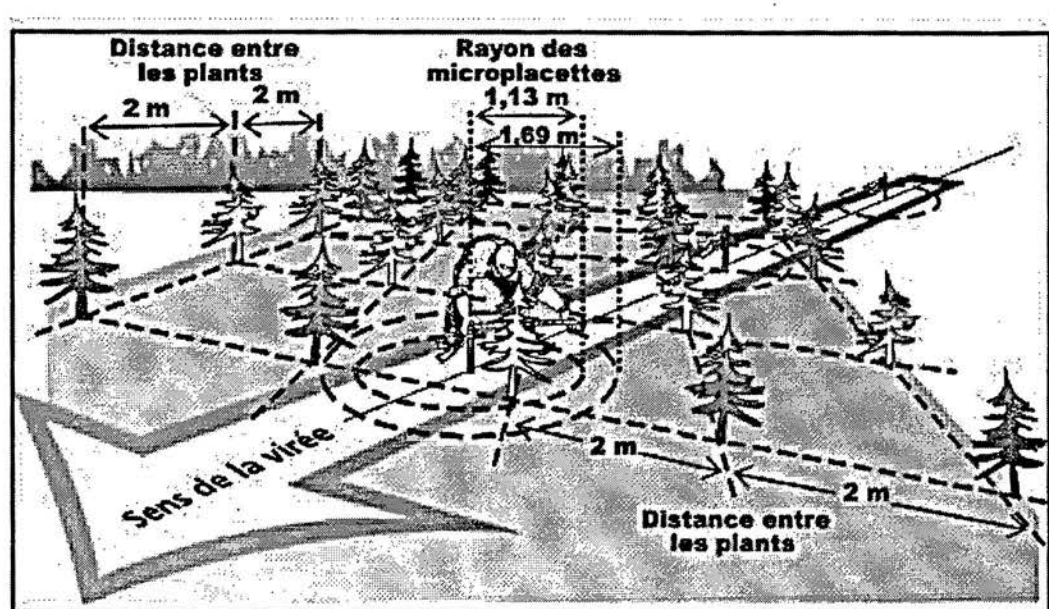 Distance entre
les plants
2 m
2 m
Rayon des
microplacettes
1,13 m
1,69 m
Sens de la virée
2 m
2 m
Distance entre
les plants